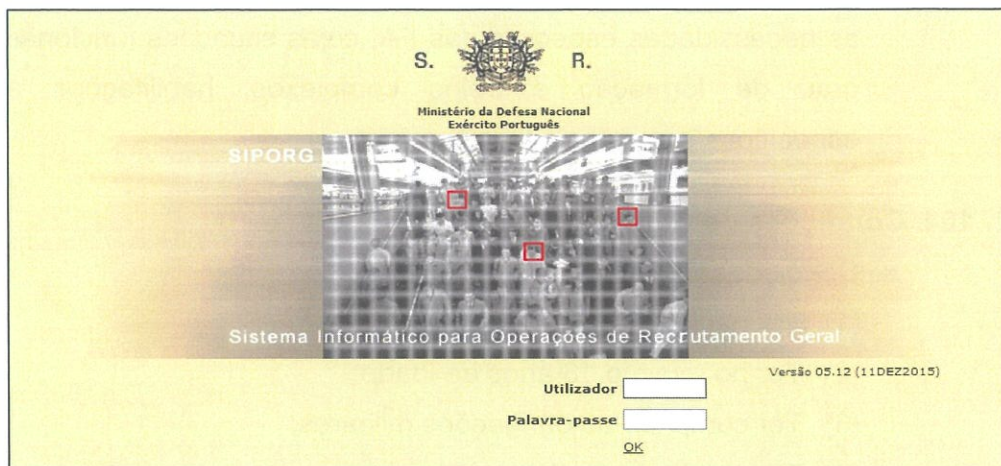 S. R.
Ministério da Defesa Nacional
Exército Português
SIPORG
Sistema Informático para Operações de Recrutamento Geral
Versão 05.12 (11DEZ2015)
Utilizador
Palavra-passe
OK